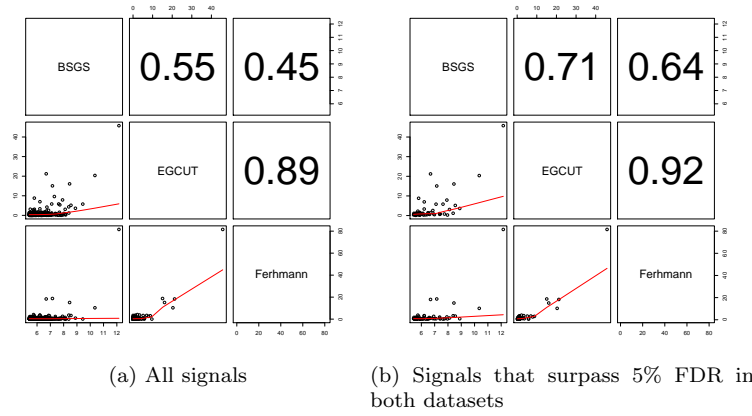 0 10 20 30 40
0 10 20 30 40
BSGS
0.55
0.45
6 7 8 9 10 11 12
BSGS
0.71
0.64
6 7 8 9 10 11 12
0 10 20 30 40
EGCUT
0.89
0 10 20 30 40
EGCUT
0.92
Ferhmann
0 20 40 60 80
Ferhmann
0 20 40 60 80
6 7 8 9 10 11 12
0 20 40 60 80
6 7 8 9 10 11 12
0 20 40 60 80
(a) All signals
(b) Signals that surpass 5% FDR in
both datasets